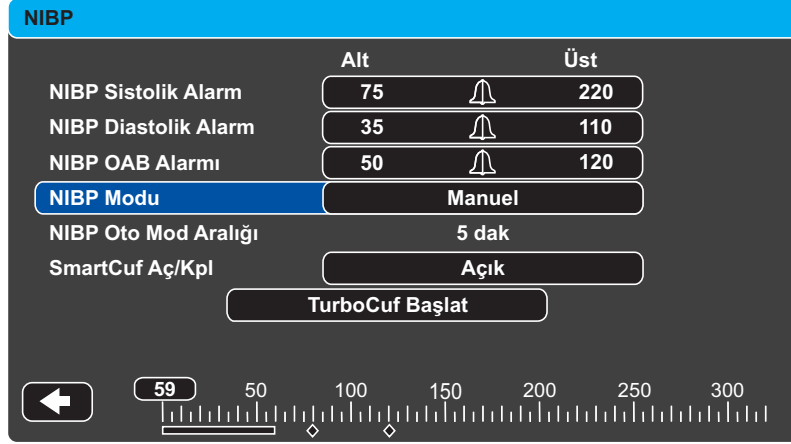 NIBP
Alt Üst
NIBP Sistolik Alarm 75 220
NIBP Diastolik Alarm 35 110
NIBP OAB Alarmı 50 120
NIBP Modu Manuel
NIBP Oto Mod Aralığı 5 dak
SmartCuf Aç/Kpl Açık
TurboCuf Başlat
59 50 100 150 200 250 300